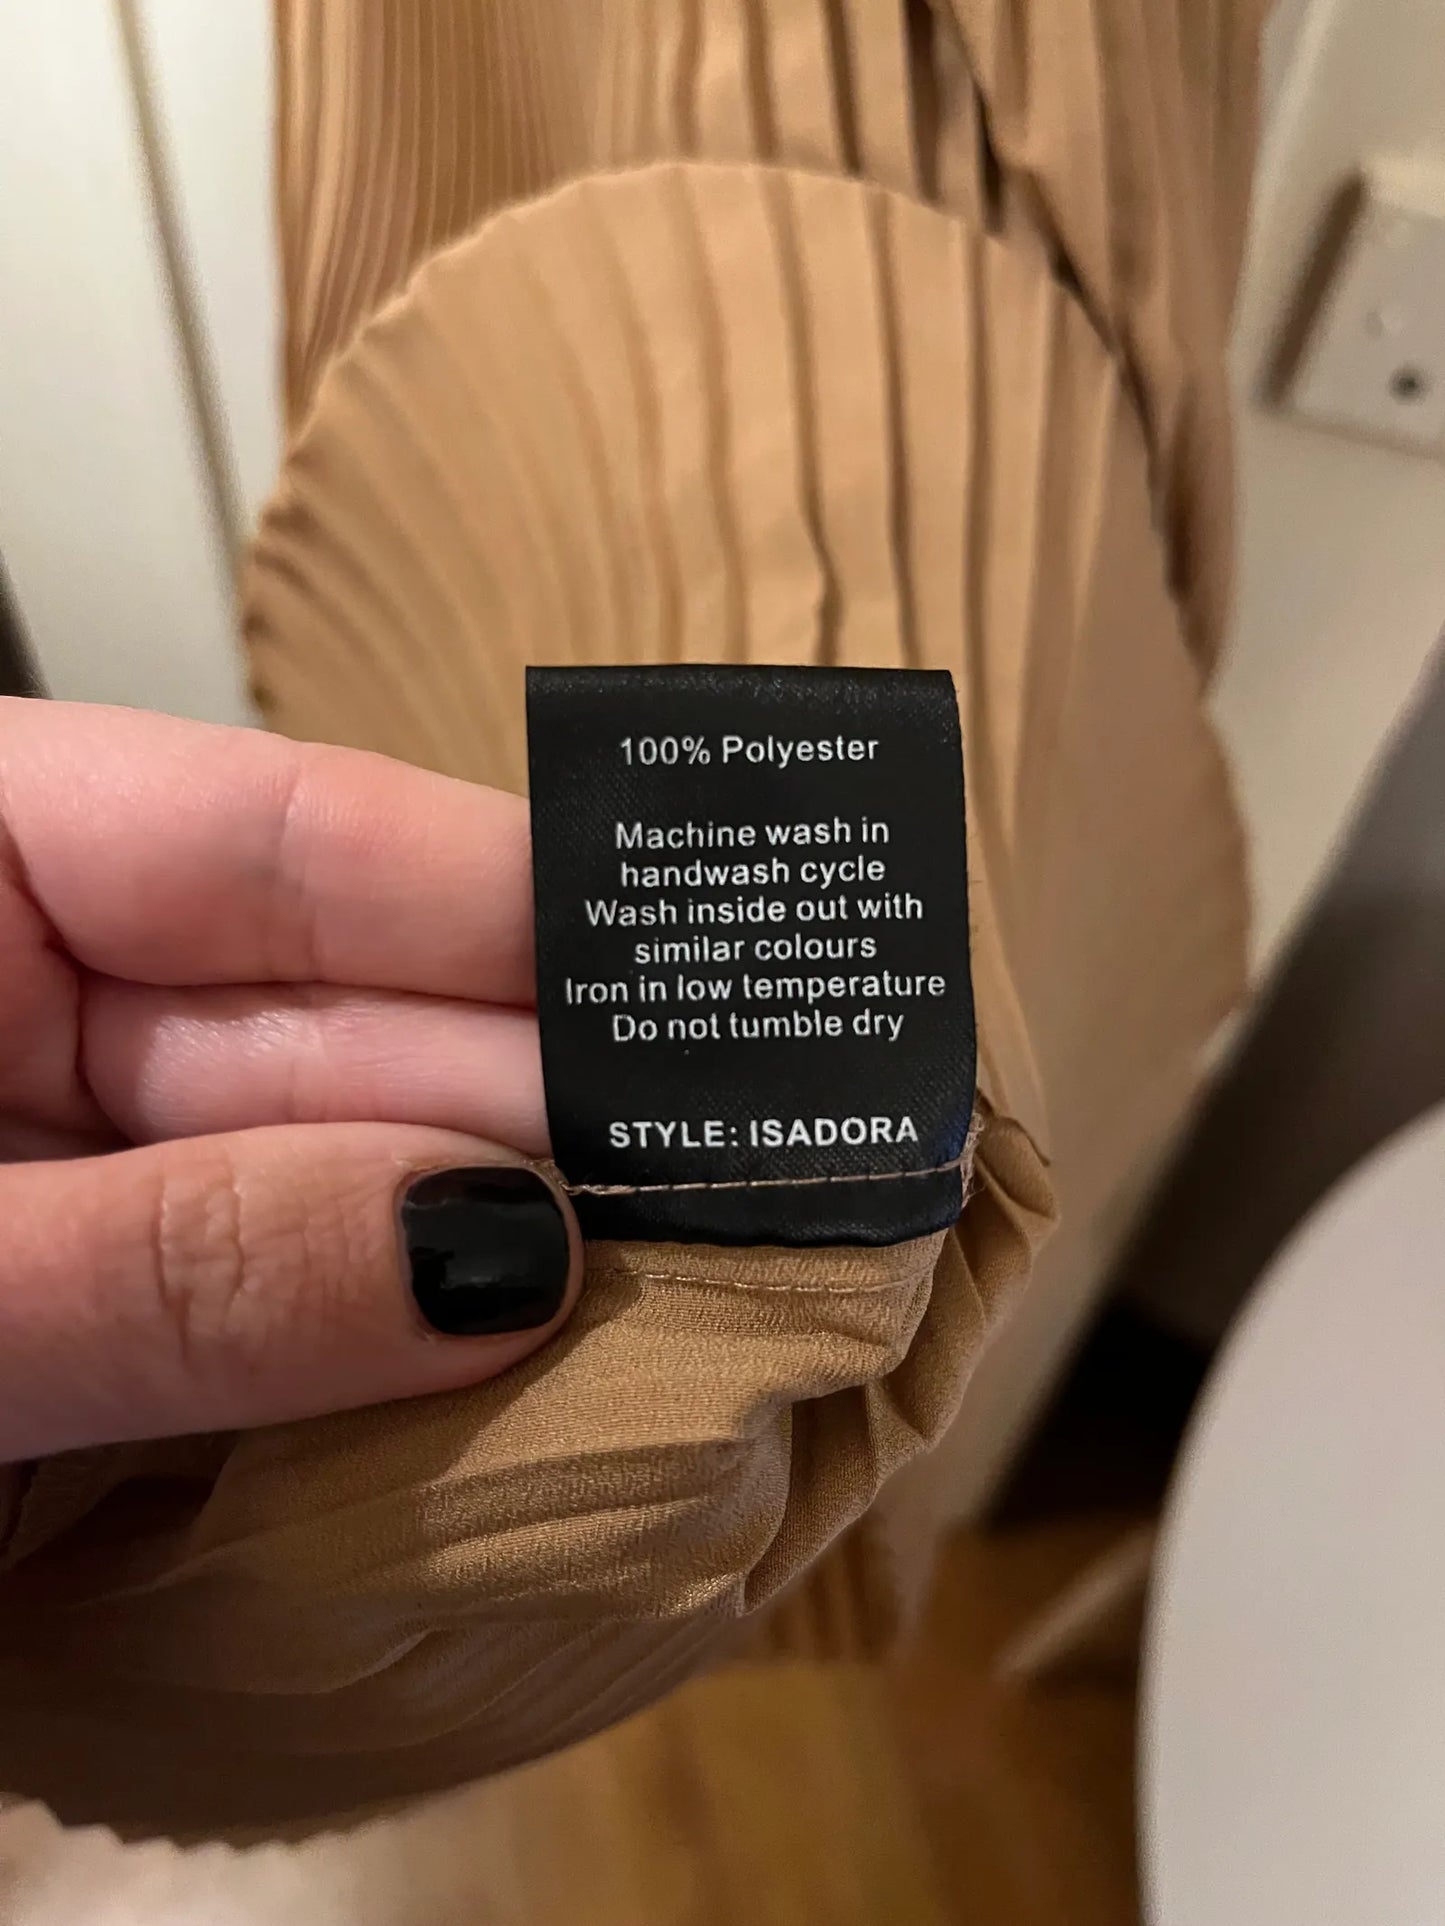 100% Polyester
Machine wash in
handwash cycle
Wash inside out with
similar colours
Iron in low temperature
Do not tumble dry
STYLE: ISADORA